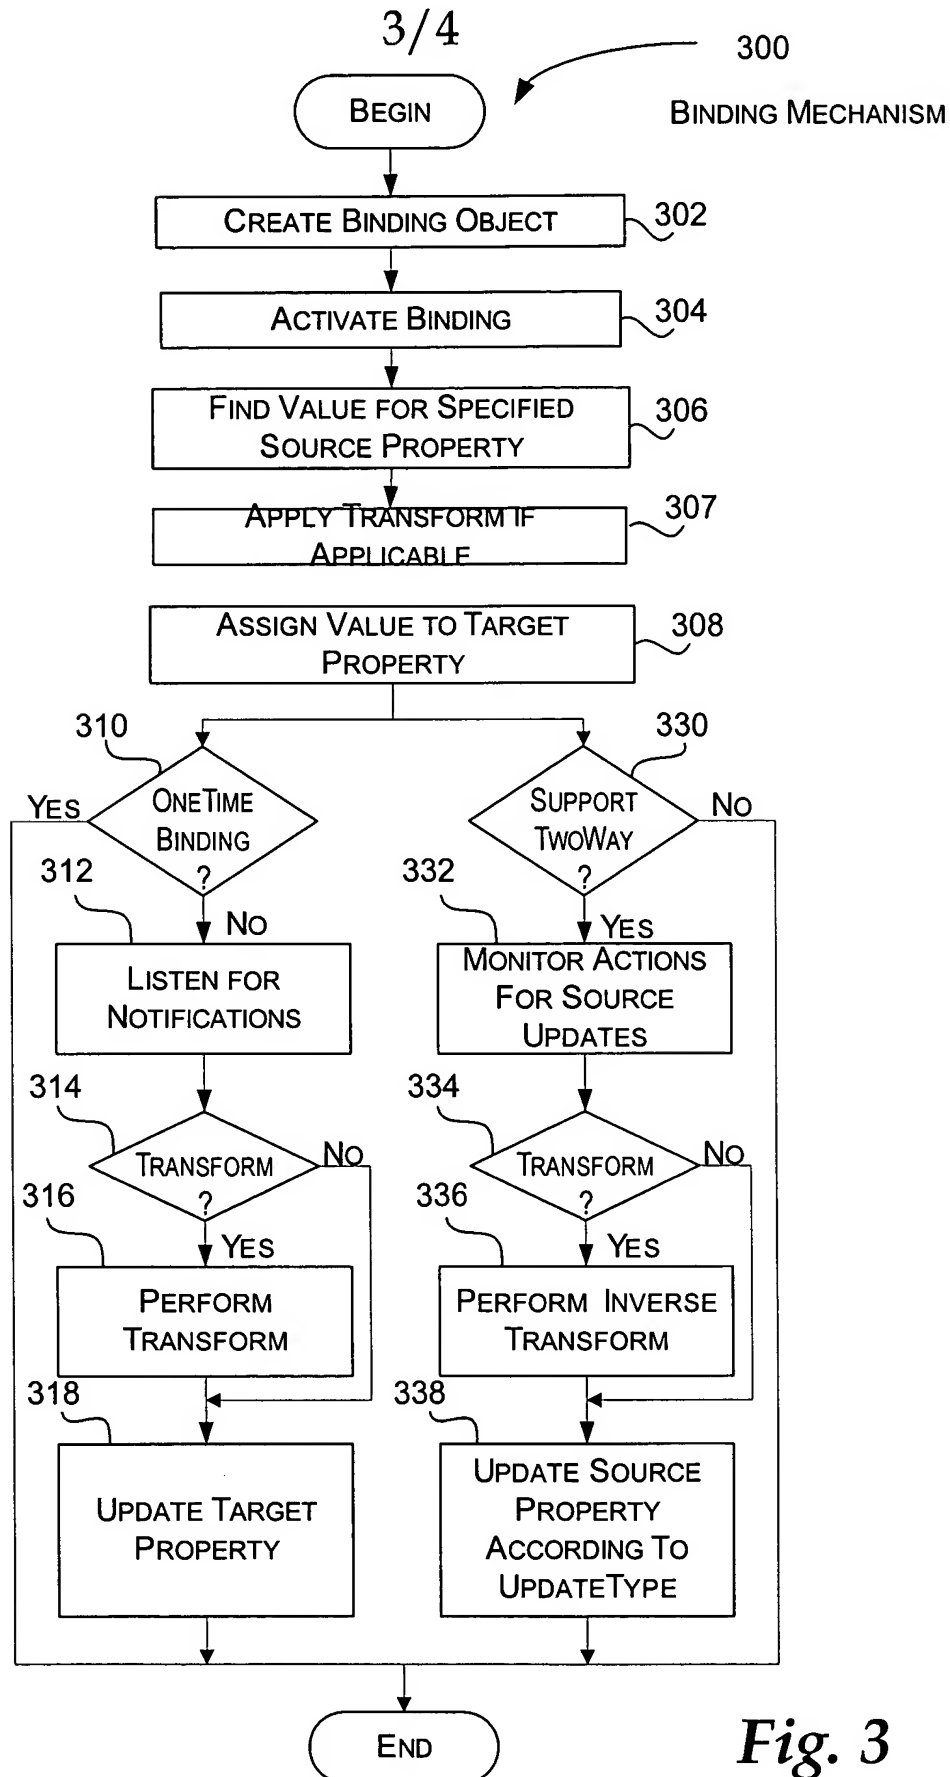 3/4
300
BINDING MECHANISM
BEGIN
CREATE BINDING OBJECT
302
ACTIVATE BINDING
304
FIND VALUE FOR SPECIFIED
SOURCE PROPERTY
306
APPLY TRANSFORM IF
APPLICABLE
307
ASSIGN VALUE TO TARGET
PROPERTY
308
310
ONETIME
BINDING
?
YES
NO
330
SUPPORT
TWOWAY
?
NO
YES
312
LISTEN FOR
NOTIFICATIONS
332
MONITOR ACTIONS
FOR SOURCE
UPDATES
314
TRANSFORM
?
NO
YES
334
TRANSFORM
?
NO
YES
316
PERFORM
TRANSFORM
336
PERFORM INVERSE
TRANSFORM
318
UPDATE TARGET
PROPERTY
338
UPDATE SOURCE
PROPERTY
ACCORDING TO
UPDATETYPE
END
Fig. 3